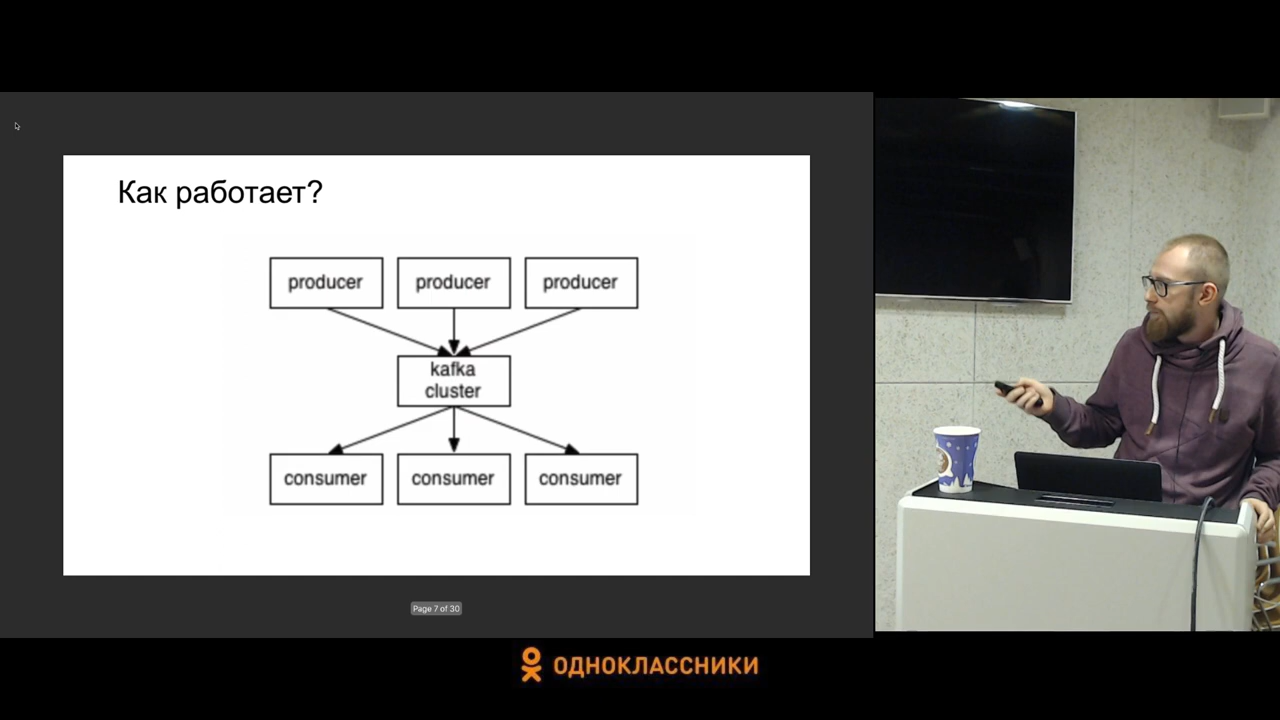 Как работает?
producer
producer
producer
kafka
cluster
consumer
consumer
consumer
Page 7 of 30
ОДНОКЛАССНИКИ